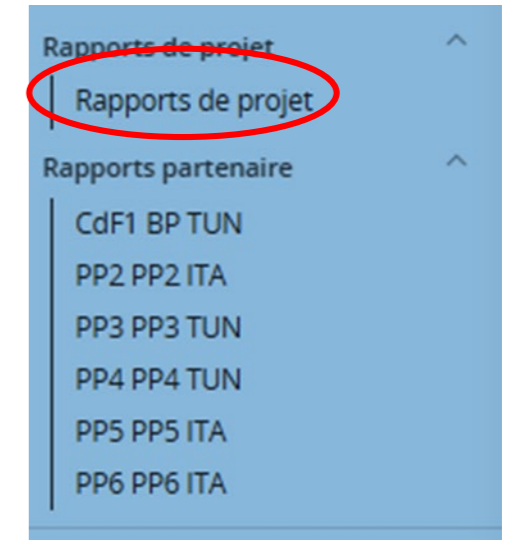 Rapports de projet
Rapports de projet
Rapports partenaire
CdF1 BP TUN
PP2 PP2 ITA
PP3 PP3 TUN
PP4 PP4 TUN
PP5 PP5 ITA
PP6 PP6 ITA